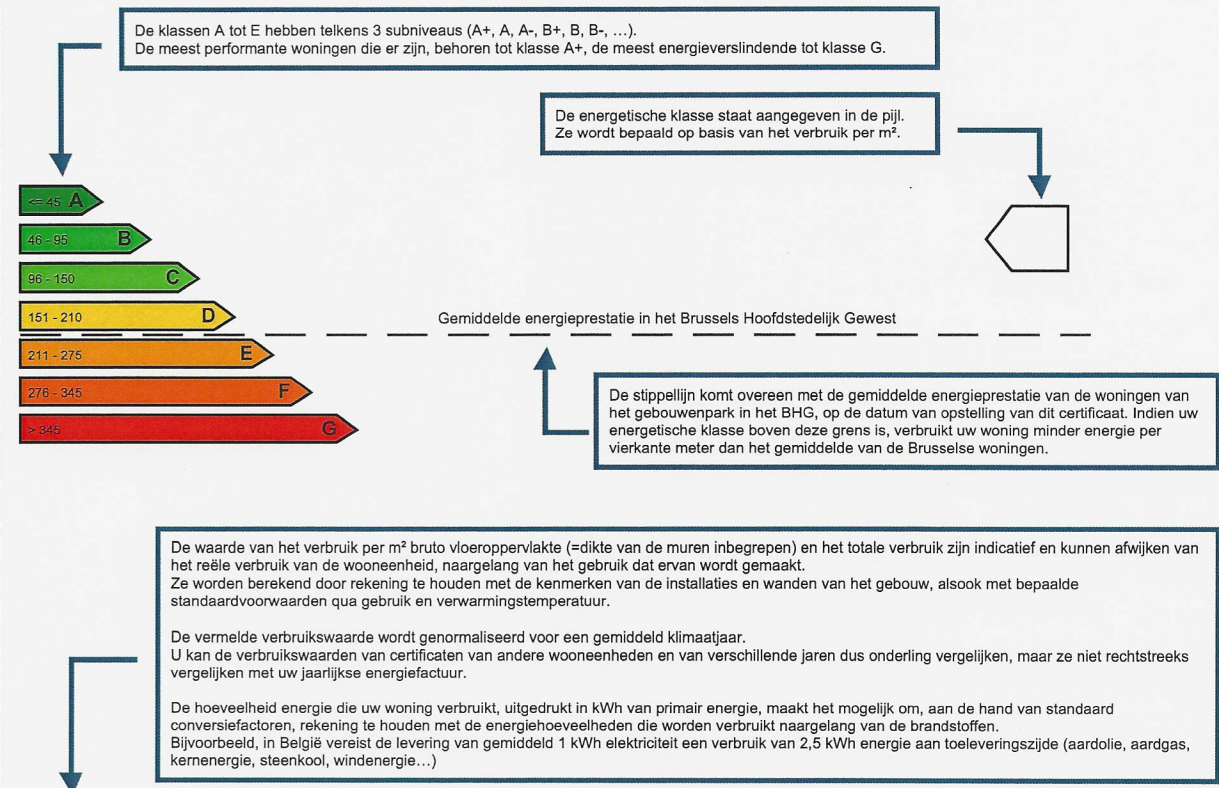 De klassen A tot E hebben telkens 3 subniveaus (A+, A, A-, B+, B, B-, ...).
De meest performante woningen die er zijn, behoren tot klasse A+, de meest energieverslindende tot klasse G.
De energetische klasse staat aangegeven in de pijl.
Ze wordt bepaald op basis van het verbruik per m².
<= 45 A
46 - 95 B
96 - 150 C
151 - 210 D
Gemiddelde energieprestatie in het Brussels Hoofdstedelijk Gewest
211 - 275 E
276 - 345 F
> 345 G
De stippellijn komt overeen met de gemiddelde energieprestatie van de woningen van
het gebouwenpark in het BHG, op de datum van opstelling van dit certificaat. Indien uw
energetische klasse boven deze grens is, verbruikt uw woning minder energie per
vierkante meter dan het gemiddelde van de Brusselse woningen.
De waarde van het verbruik per m² bruto vloeroppervlakte (=dikte van de muren inbegrepen) en het totale verbruik zijn indicatief en kunnen afwijken van
het reële verbruik van de wooneenheid, naargelang van het gebruik dat ervan wordt gemaakt.
Ze worden berekend door rekening te houden met de kenmerken van de installaties en wanden van het gebouw, alsook met bepaalde
standaardvoorwaarden qua gebruik en verwarmingstemperatuur.
De vermelde verbruikswaarde wordt genormaliseerd voor een gemiddeld klimaatjaar.
U kan de verbruikswaarden van certificaten van andere wooneenheden en van verschillende jaren dus onderling vergelijken, maar ze niet rechtstreeks
vergelijken met uw jaarlijkse energiefactuur.
De hoeveelheid energie die uw woning verbruikt, uitgedrukt in kWh van primair energie, maakt het mogelijk om, aan de hand van standaard
conversiefactoren, rekening te houden met de energiehoeveelheden die worden verbruikt naargelang van de brandstoffen.
Bijvoorbeeld, in België vereist de levering van gemiddeld 1 kWh elektriciteit een verbruik van 2,5 kWh energie aan toeleveringszijde (aardolie, aardgas,
kernenergie, steenkool, windenergie...)